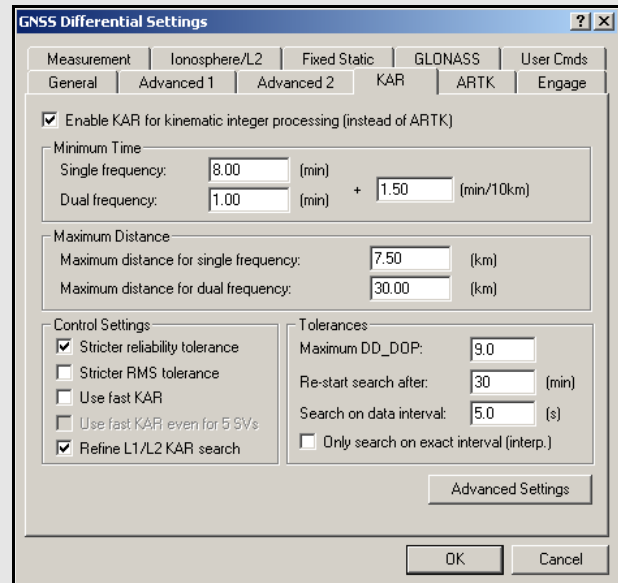 GNSS Differential Settings
Measurement Ionosphere/L2 Fixed Static GLONASS User Cmds
General Advanced 1 Advanced 2 KAR ARTK Engage
Enable KAR for kinematic integer processing (instead of ARTK)
Minimum Time
Single frequency: 8.00 (min)
Dual frequency: 1.00 (min) + 1.50 (min/10km)
Maximum Distance
Maximum distance for single frequency: 7.50 (km)
Maximum distance for dual frequency: 30.00 (km)
Control Settings
Stricter reliability tolerance
Stricter RMS tolerance
Use fast KAR
Use fast KAR even for 5 SVs
Refine L1/L2 KAR search
Tolerances
Maximum DD_DOP: 9.0
Re-start search after: 30 (min)
Search on data interval: 5.0 (s)
Only search on exact interval (interp.)
Advanced Settings
OK Cancel